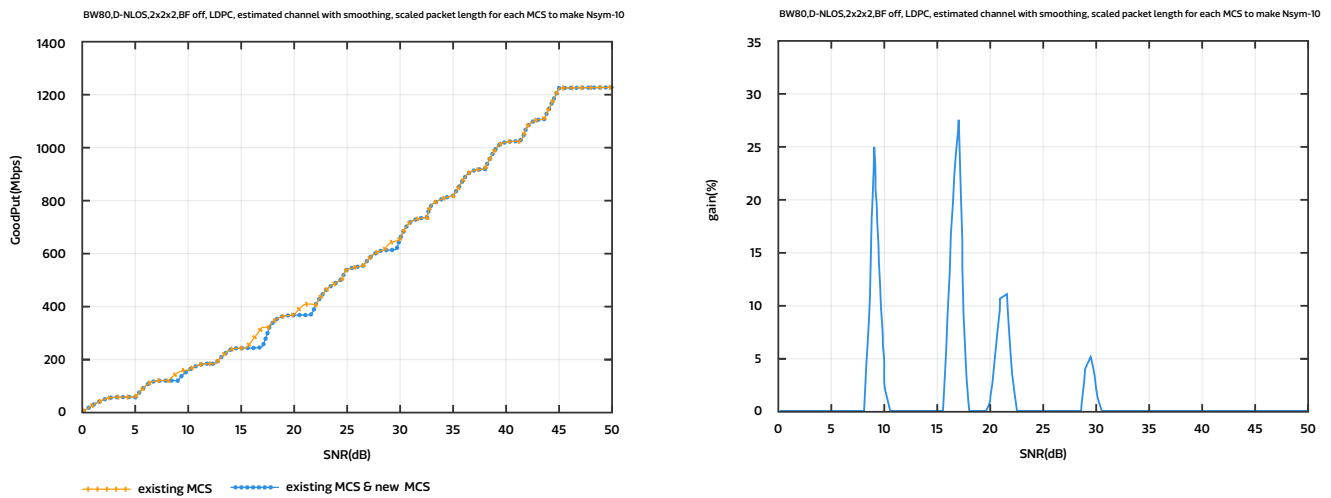 BW80,D-NLOS,2x2x2,BF off, LDPC, estimated channel with smoothing, scaled packet length for each MCS to make Nsym-10
1400
1200
1000
800
600
400
200
0
GoodPut(Mbps)
0 5 10 15 20 25 30 35 40 45 50
SNR(dB)
existing MCS
existing MCS & new MCS
BW80,D-NLOS,2x2x2,BF off, LDPC, estimated channel with smoothing, scaled packet length for each MCS to make Nsym-10
35
30
25
20
15
10
5
0
gain(%)
0 5 10 15 20 25 30 35 40 45 50
SNR(dB)